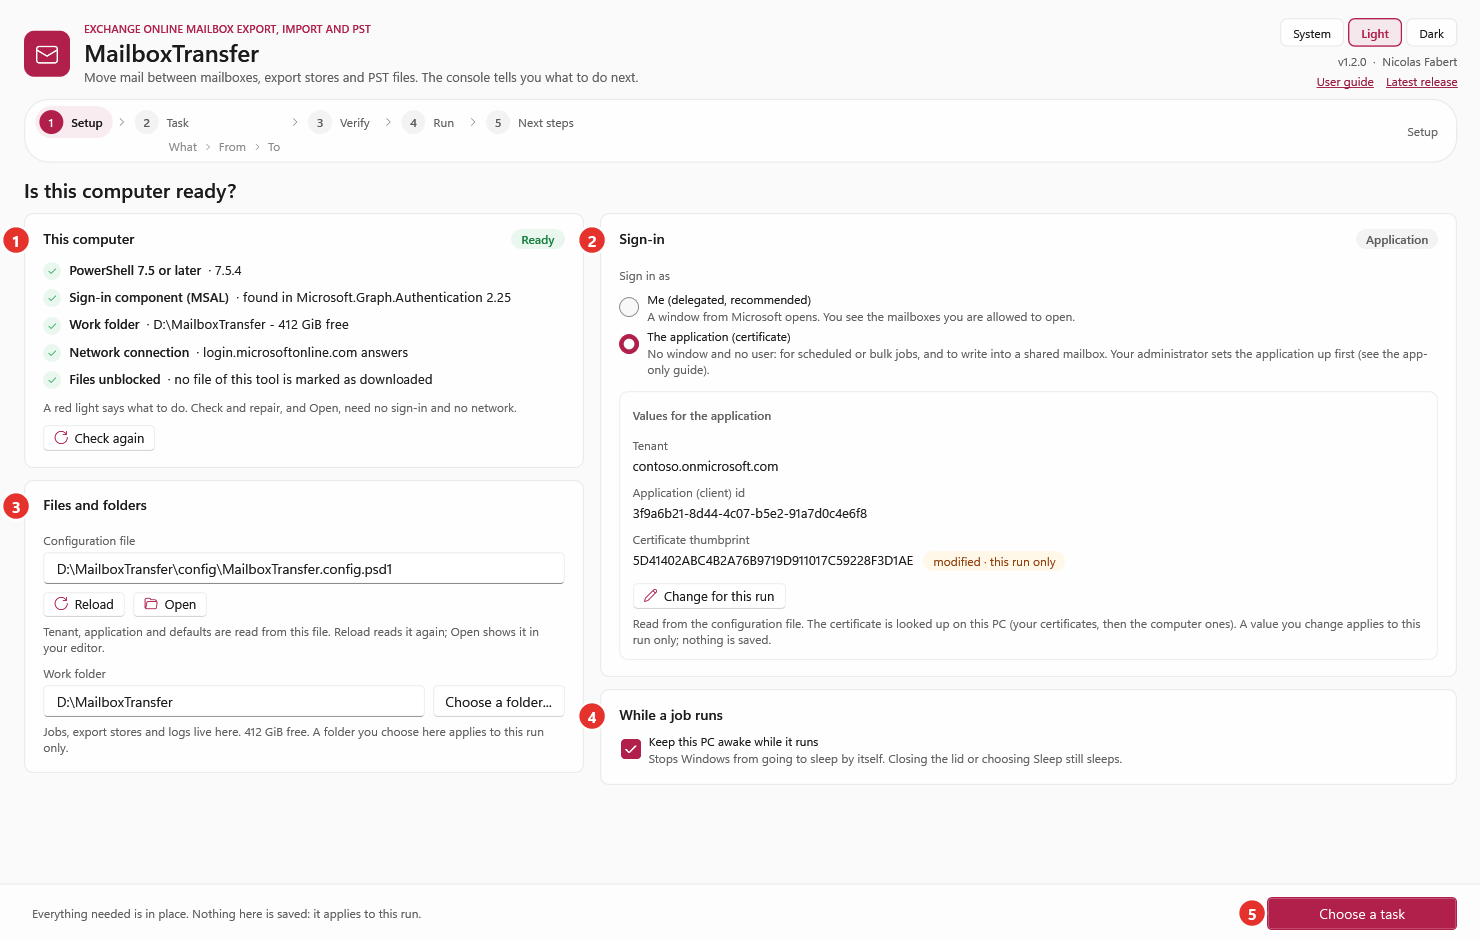 EXCHANGE ONLINE MAILBOX EXPORT, IMPORT AND PST
MailboxTransfer
Move mail between mailboxes, export stores and PST files. The console tells you what to do next.
System
Light
Dark
v1.2.0 · Nicolas Fabert
User guide
Latest release
1 Setup
2 Task
3 Verify
4 Run
5 Next steps
What > From > To
Setup
Is this computer ready?
1
This computer
Ready
PowerShell 7.5 or later · 7.5.4
Sign-in component (MSAL) · found in Microsoft.Graph.Authentication 2.25
Work folder · D:\MailboxTransfer - 412 GiB free
Network connection · login.microsoftonline.com answers
Files unblocked · no file of this tool is marked as downloaded
A red light says what to do. Check and repair, and Open, need no sign-in and no network.
Check again
2
Sign-in
Application
Sign in as
Me (delegated, recommended)
A window from Microsoft opens. You see the mailboxes you are allowed to open.
The application (certificate)
No window and no user: for scheduled or bulk jobs, and to write into a shared mailbox. Your administrator sets the application up first (see the app-
only guide).
Values for the application
Tenant
contoso.onmicrosoft.com
Application (client) id
3f9a6b21-8d44-4c07-b5e2-91a7d0c4e6f8
Certificate thumbprint
5D41402ABC4B2A76B9719D911017C59228F3D1AE
modified · this run only
Change for this run
Read from the configuration file. The certificate is looked up on this PC (your certificates, then the computer ones). A value you change applies to this
run only; nothing is saved.
3
Files and folders
Configuration file
D:\MailboxTransfer\config\MailboxTransfer.config.psd1
Reload
Open
Tenant, application and defaults are read from this file. Reload reads it again; Open shows it in
your editor.
Work folder
D:\MailboxTransfer
Choose a folder...
Jobs, export stores and logs live here. 412 GiB free. A folder you choose here applies to this run
only.
4
While a job runs
Keep this PC awake while it runs
Stops Windows from going to sleep by itself. Closing the lid or choosing Sleep still sleeps.
Everything needed is in place. Nothing here is saved: it applies to this run.
5
Choose a task